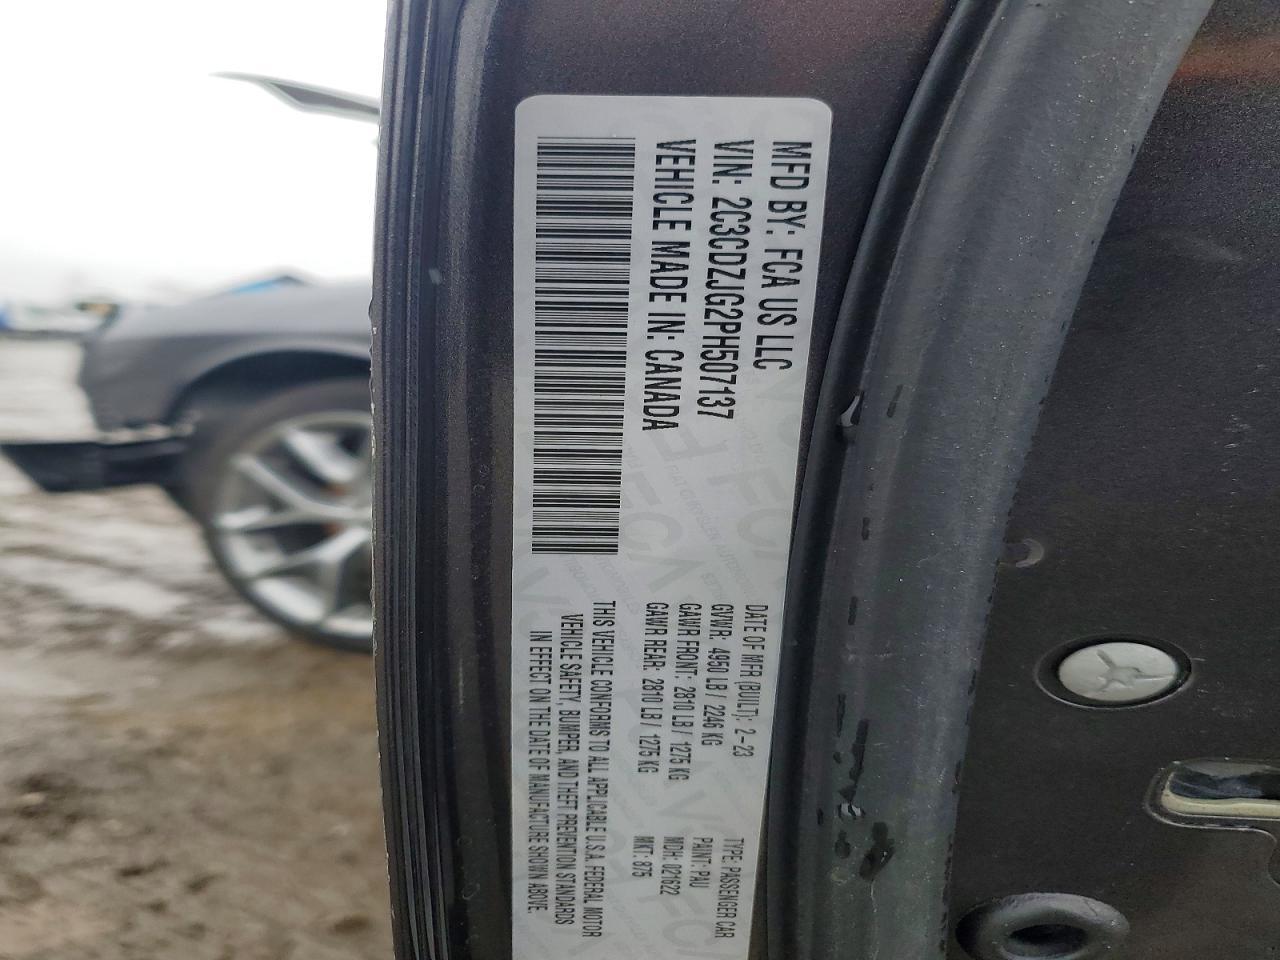 MFD BY: FCA US LLC
VIN: 2C3CDZJG2PH507137
VEHICLE MADE IN: CANADA
DATE OF MFR (BUILT): 2-23
GVWR: 4950 LB / 2246 KG
GAWR FRONT: 2810 LB / 1275 KG
GAWR REAR: 2810 LB / 1275 KG
THIS VEHICLE CONFORMS TO ALL APPLICABLE U.S.A. FEDERAL MOTOR
VEHICLE SAFETY, BUMPER, AND THEFT PREVENTION STANDARDS
IN EFFECT ON THE DATE OF MANUFACTURE SHOWN ABOVE.
TYPE: PASSENGER CAR
PAINT: PAU
MDH: 021622
MKT: 875